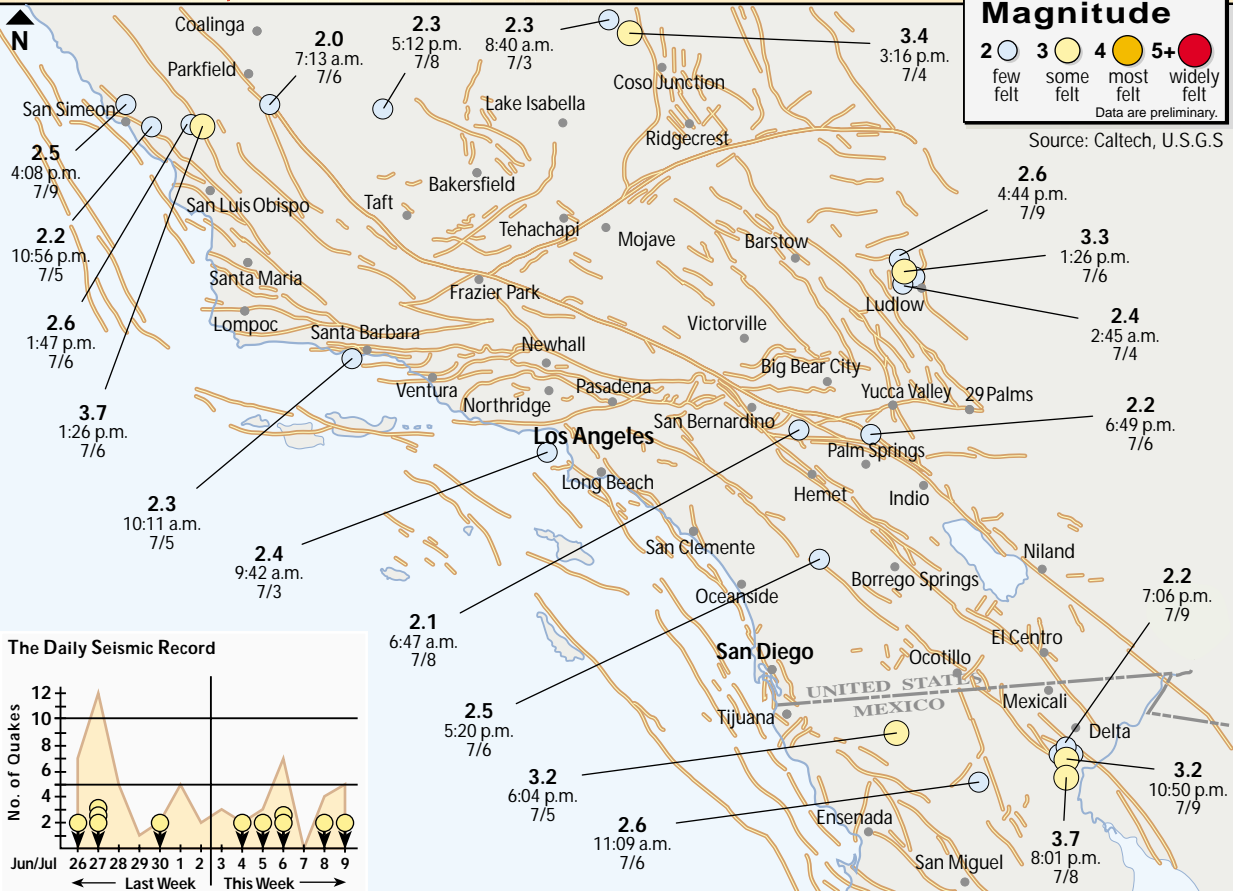 N
Magnitude
2 3 4 5+
few felt some felt most felt widely felt
Data are preliminary.
Source: Caltech, U.S.G.S
Coalinga
Parkfield
San Simeon
2.0
7:13 a.m.
7/6
2.3
5:12 p.m.
7/8
2.3
8:40 a.m.
7/3
3.4
3:16 p.m.
7/4
Coso Junction
Lake Isabella
Ridgecrest
Bakersfield
Taft
Tehachapi
Mojave
Barstow
2.5
4:08 p.m.
7/9
San Luis Obispo
2.2
10:56 p.m.
7/5
Santa Maria
Frazier Park
2.6
4:44 p.m.
7/9
3.3
1:26 p.m.
7/6
Ludlow
2.4
2:45 a.m.
7/4
2.6
1:47 p.m.
7/6
Lompoc
Santa Barbara
Newhall
Victorville
Big Bear City
Ventura
Northridge
Pasadena
San Bernardino
Yucca Valley
29 Palms
2.2
6:49 p.m.
7/6
3.7
1:26 p.m.
7/6
Los Angeles
Palm Springs
Long Beach
Hemet
Indio
2.3
10:11 a.m.
7/5
2.4
9:42 a.m.
7/3
San Clemente
Oceanside
Borrego Springs
Niland
2.1
6:47 a.m.
7/8
2.2
7:06 p.m.
7/9
San Diego
Ocotillo
El Centro
UNITED STATES
MEXICO
Mexicali
Tijuana
Delta
2.5
5:20 p.m.
7/6
3.2
6:04 p.m.
7/5
2.6
11:09 a.m.
7/6
Ensenada
San Miguel
3.2
10:50 p.m.
7/9
3.7
8:01 p.m.
7/8
The Daily Seismic Record
No. of Quakes
12
10
8
6
4
2
Jun/Jul 26 27 28 29 30 1 2 3 4 5 6 7 8 9
Last Week This Week